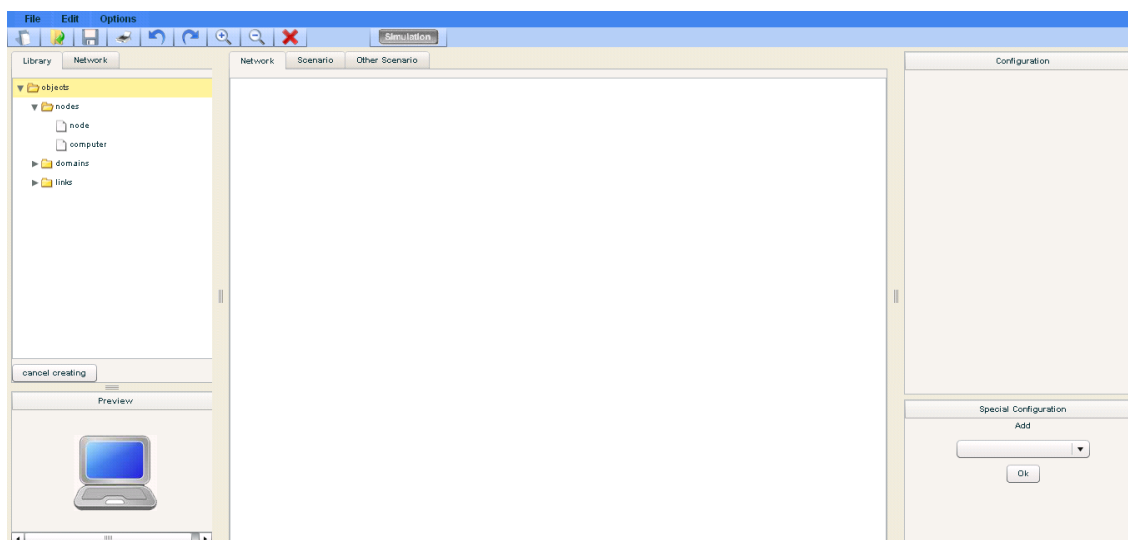 File Edit Options
Simulation
Library Network
Network Scenario Other Scenario
Configuration
objects
nodes
node
computer
domains
links
cancel creating
Preview
Special Configuration
Add
Ok